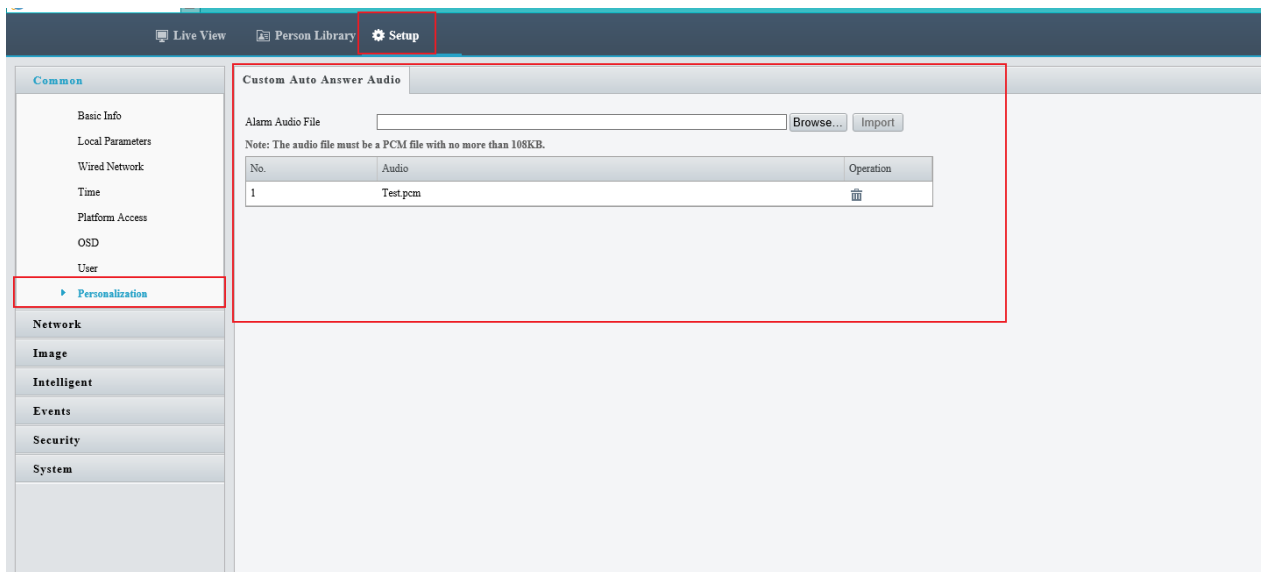 Live View Person Library Setup
Common
Basic Info
Local Parameters
Wired Network
Time
Platform Access
OSD
User
Personalization
Network
Image
Intelligent
Events
Security
System
Custom Auto Answer Audio
Alarm Audio File Browse... Import
Note: The audio file must be a PCM file with no more than 108KB.
No. Audio Operation
1 Test.pcm